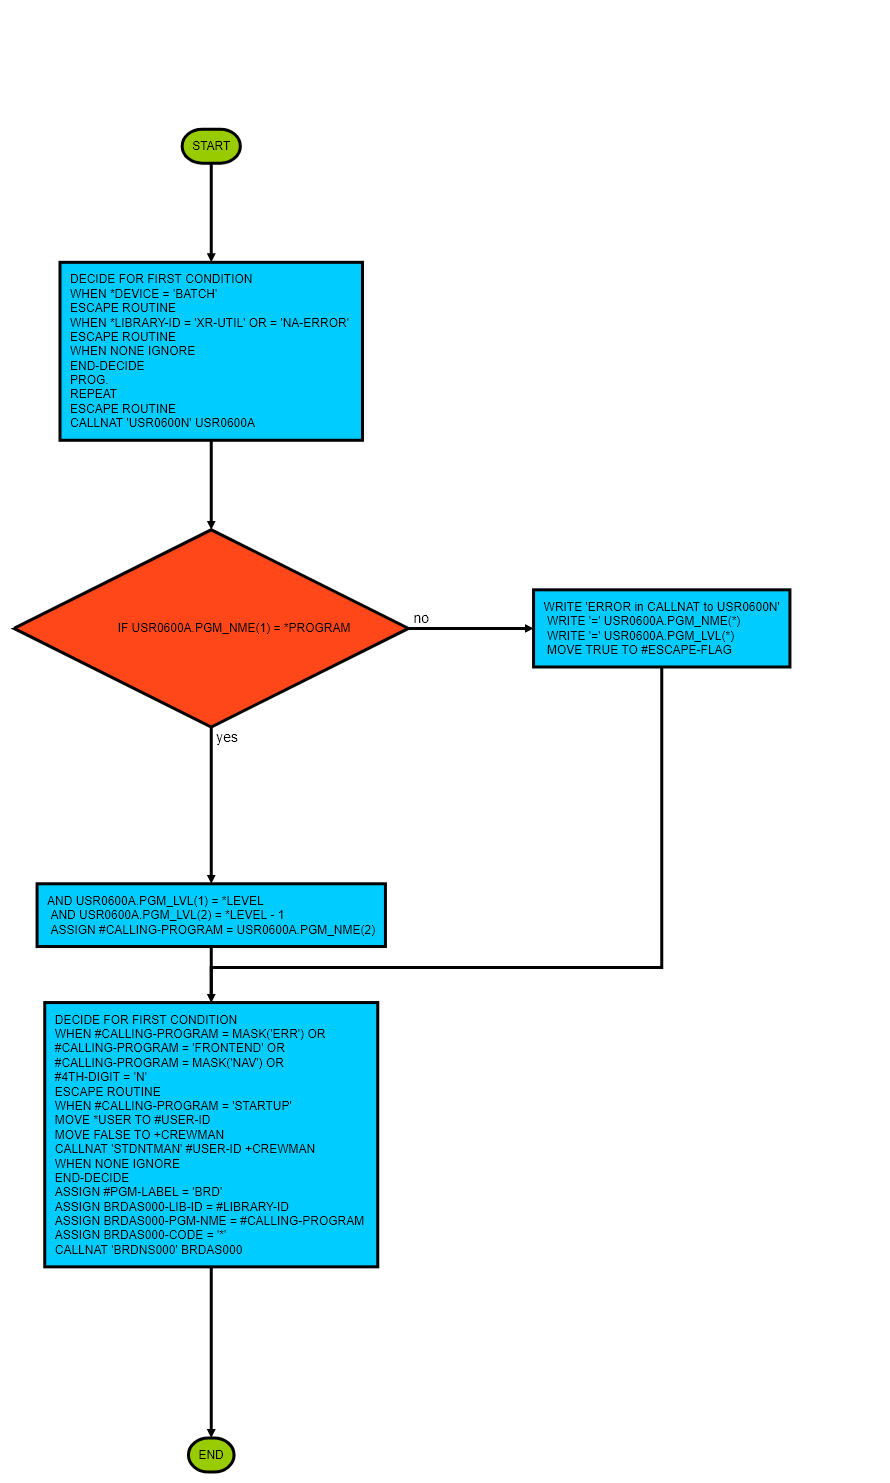 START
DECIDE FOR FIRST CONDITION
WHEN *DEVICE = 'BATCH'
ESCAPE ROUTINE
WHEN *LIBRARY-ID = 'XR-UTIL' OR = 'NA-ERROR'
ESCAPE ROUTINE
WHEN NONE IGNORE
END-DECIDE
PROG.
REPEAT
ESCAPE ROUTINE
CALLNAT 'USR0600N' USR0600A
IF USR0600A.PGM_NME(1) = *PROGRAM
no
WRITE 'ERROR in CALLNAT to USR0600N'
WRITE '=' USR0600A.PGM_NME(*)
WRITE '=' USR0600A.PGM_LVL(*)
MOVE TRUE TO #ESCAPE-FLAG
yes
AND USR0600A.PGM_LVL(1) = *LEVEL
AND USR0600A.PGM_LVL(2) = *LEVEL - 1
ASSIGN #CALLING-PROGRAM = USR0600A.PGM_NME(2)
DECIDE FOR FIRST CONDITION
WHEN #CALLING-PROGRAM = MASK('ERR') OR
#CALLING-PROGRAM = 'FRONTEND' OR
#CALLING-PROGRAM = MASK('NAV') OR
#4TH-DIGIT = 'N'
ESCAPE ROUTINE
WHEN #CALLING-PROGRAM = 'STARTUP'
MOVE *USER TO #USER-ID
MOVE FALSE TO +CREWMAN
CALLNAT 'STDNTMAN' #USER-ID +CREWMAN
WHEN NONE IGNORE
END-DECIDE
ASSIGN #PGM-LABEL = 'BRD'
ASSIGN BRDAS000-LIB-ID = #LIBRARY-ID
ASSIGN BRDAS000-PGM-NME = #CALLING-PROGRAM
ASSIGN BRDAS000-CODE = '*'
CALLNAT 'BRDNS000' BRDAS000
END